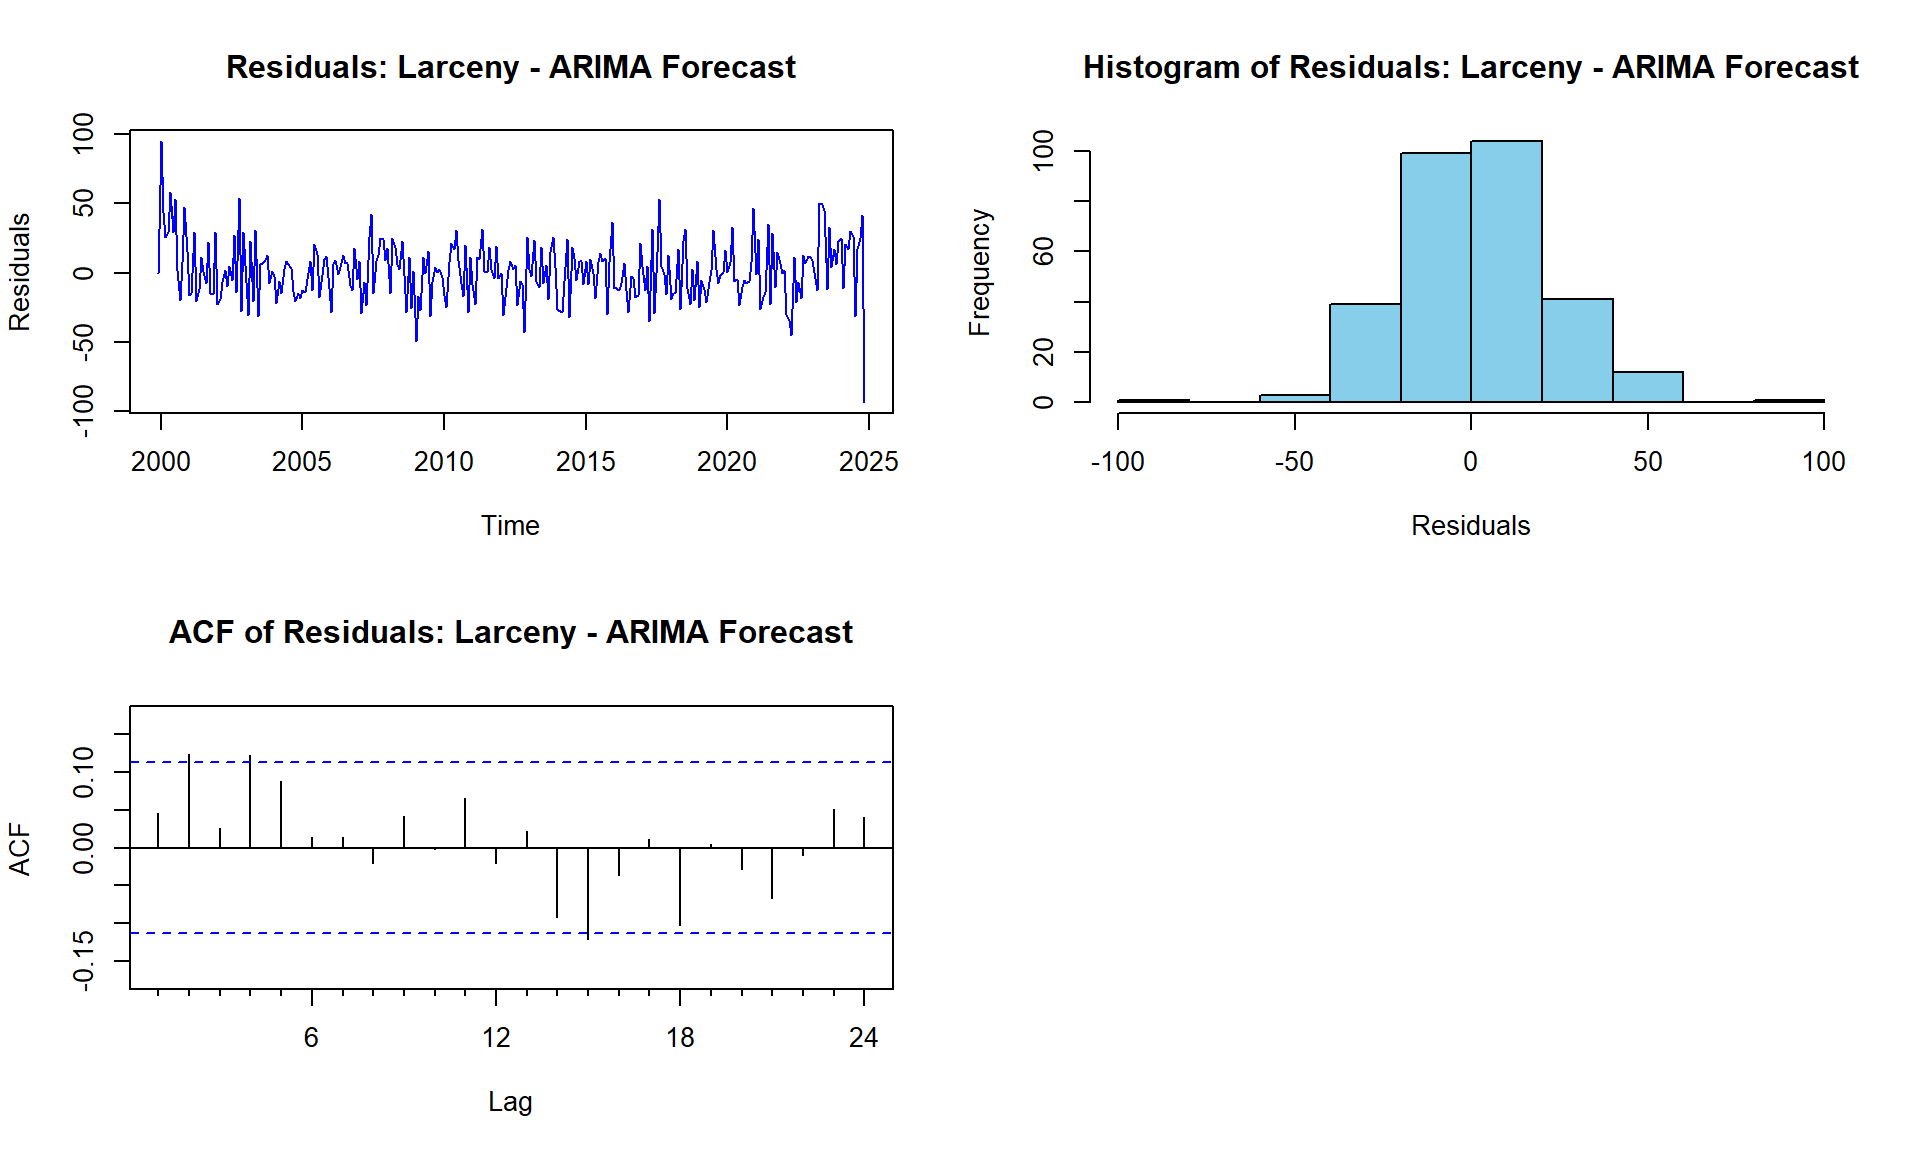 Residuals: Larceny - ARIMA Forecast
Residuals
100
50
0
-50
-100
2000 2005 2010 2015 2020 2025
Time
Histogram of Residuals: Larceny - ARIMA Forecast
Frequency
100
60
20
0
-100 -50 0 50 100
Residuals
ACF of Residuals: Larceny - ARIMA Forecast
ACF
0.10
0.00
-0.15
6 12 18 24
Lag